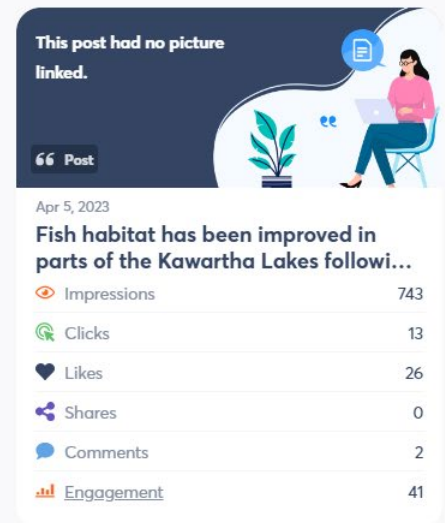 This post had no picture
linked.
Post
Apr 5, 2023
Fish habitat has been improved in
parts of the Kawartha Lakes followi...
Impressions 743
Clicks 13
Likes 26
Shares 0
Comments 2
Engagement 41